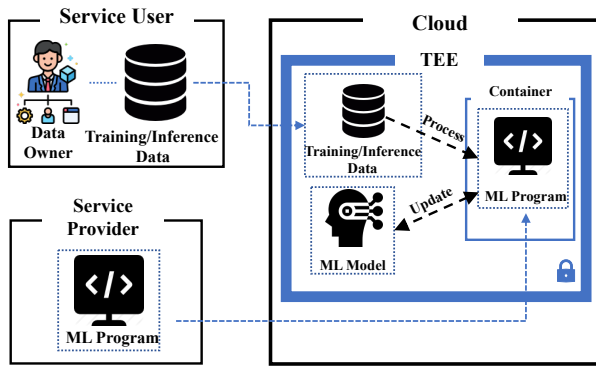 Service User
Data
Owner
Training/Inference
Data
Service
Provider
</>
ML Program
Cloud
TEE
Training/Inference
Data
Process
Container
</>
ML Program
Update
ML Model